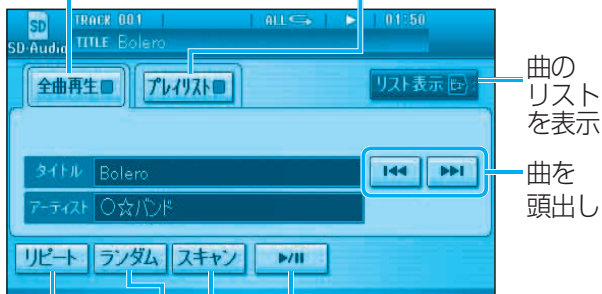 SD TRACK 001 ALL 01:50
SD-Audio TITLE Bolero
全曲再生 プレイリスト リスト表示
曲の
リスト
を表示
タイトル Bolero
アーティスト ○☆バンド
曲を
頭出し
リピート ランダム スキャン ►/II